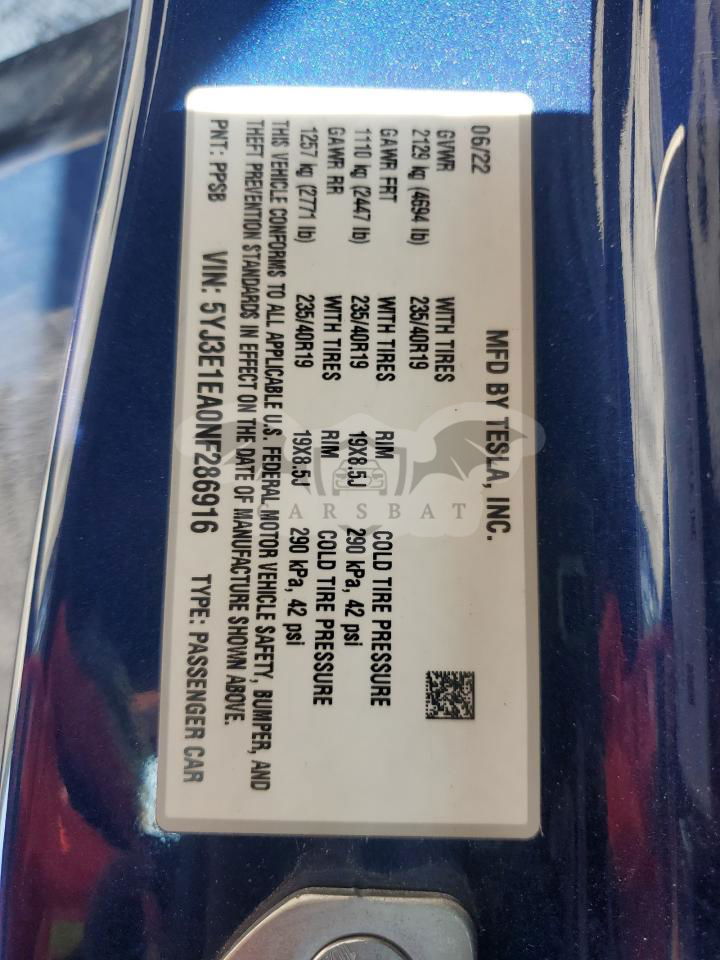 MFD BY TESLA, INC.
06/22
GVWR
2129 kg (4694 lb) WITH TIRES
235/40R19
GAWR FRT WITH TIRES RIM COLD TIRE PRESSURE
1110 kg (2447 lb) 235/40R19 19X8.5J 290 kPa, 42 psi
GAWR RR WITH TIRES RIM COLD TIRE PRESSURE
1257 kg (2771 lb) 235/40R19 19X8.5J 290 kPa, 42 psi
THIS VEHICLE CONFORMS TO ALL APPLICABLE U.S. FEDERAL MOTOR VEHICLE SAFETY, BUMPER, AND
THEFT PREVENTION STANDARDS IN EFFECT ON THE DATE OF MANUFACTURE SHOWN ABOVE.
PNT: PPSB VIN: 5YJ3E1EA0NF286916 TYPE: PASSENGER CAR
CARSBAT